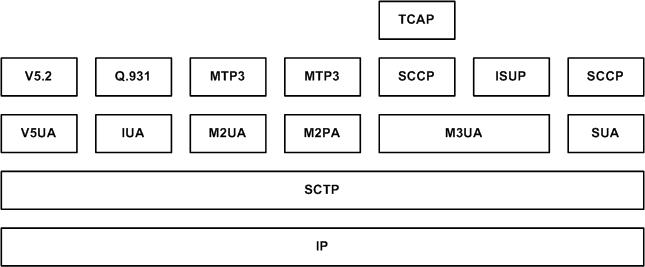 TCAP
V5.2 Q.931 MTP3 MTP3 SCCP ISUP SCCP
V5UA IUA M2UA M2PA M3UA SUA
SCTP
IP